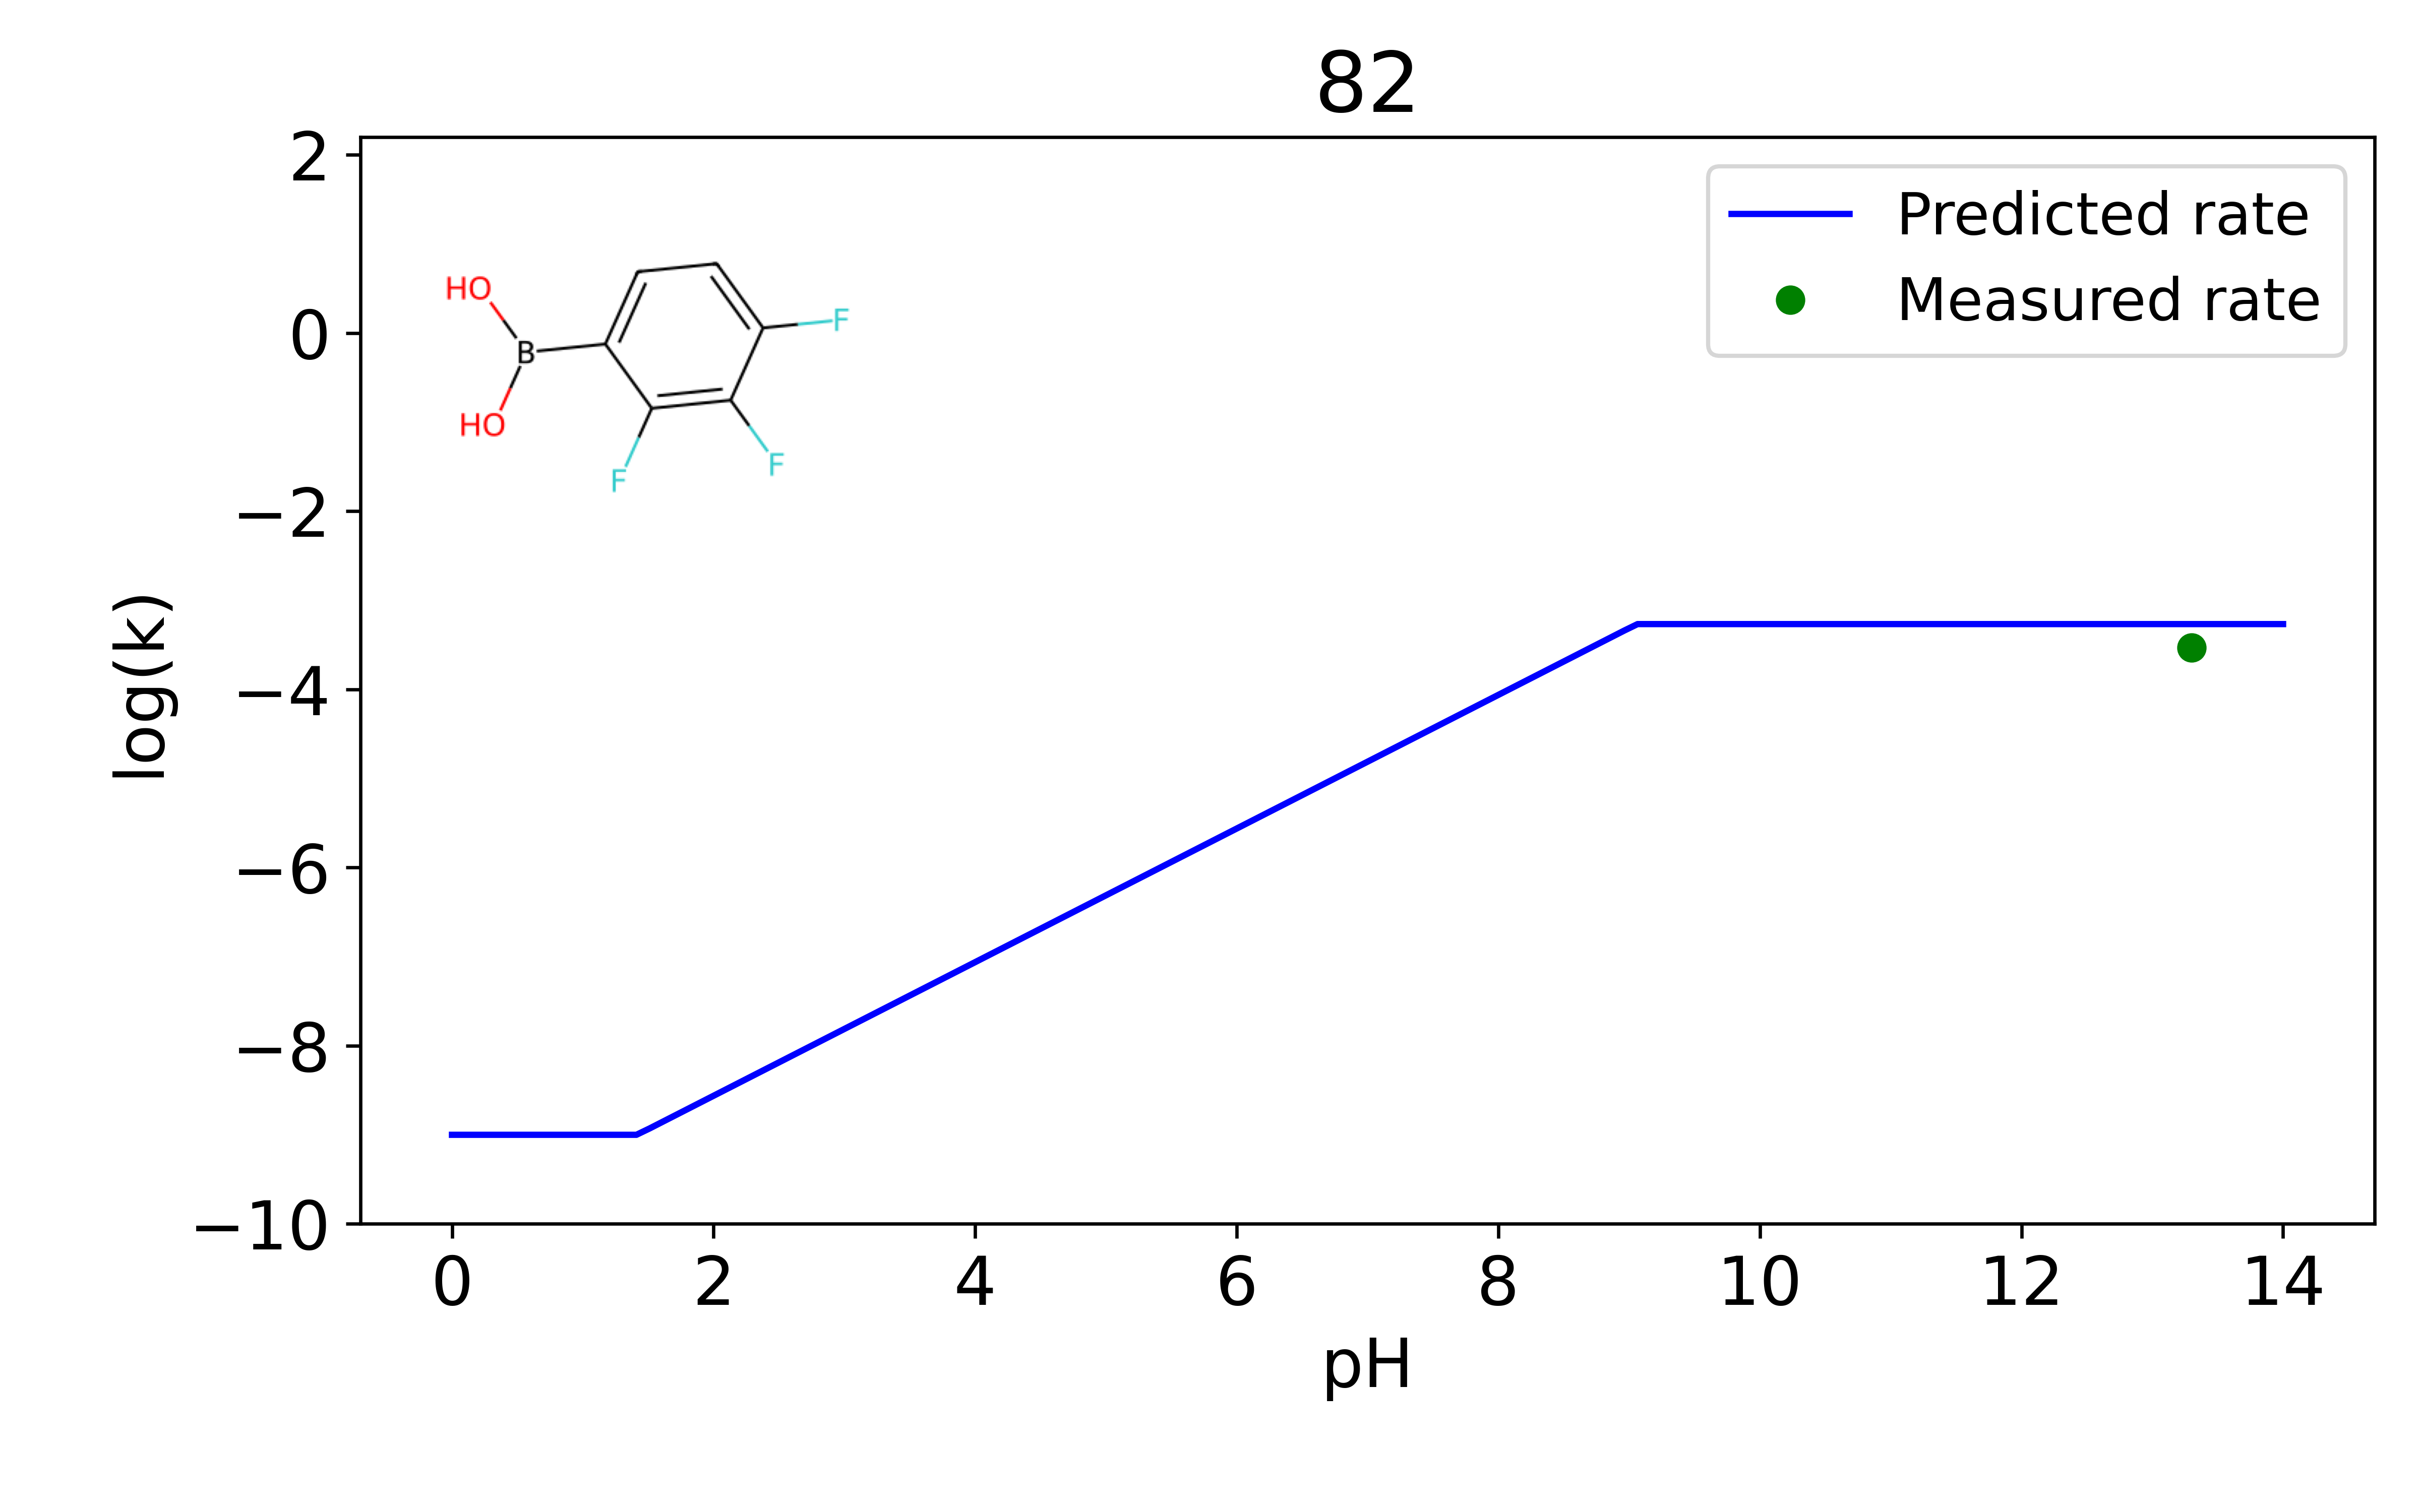 82
2
0
−2
−4
−6
−8
−10
log(k)
HO
B
HO
F
F
F
Predicted rate
Measured rate
0 2 4 6 8 10 12 14
pH